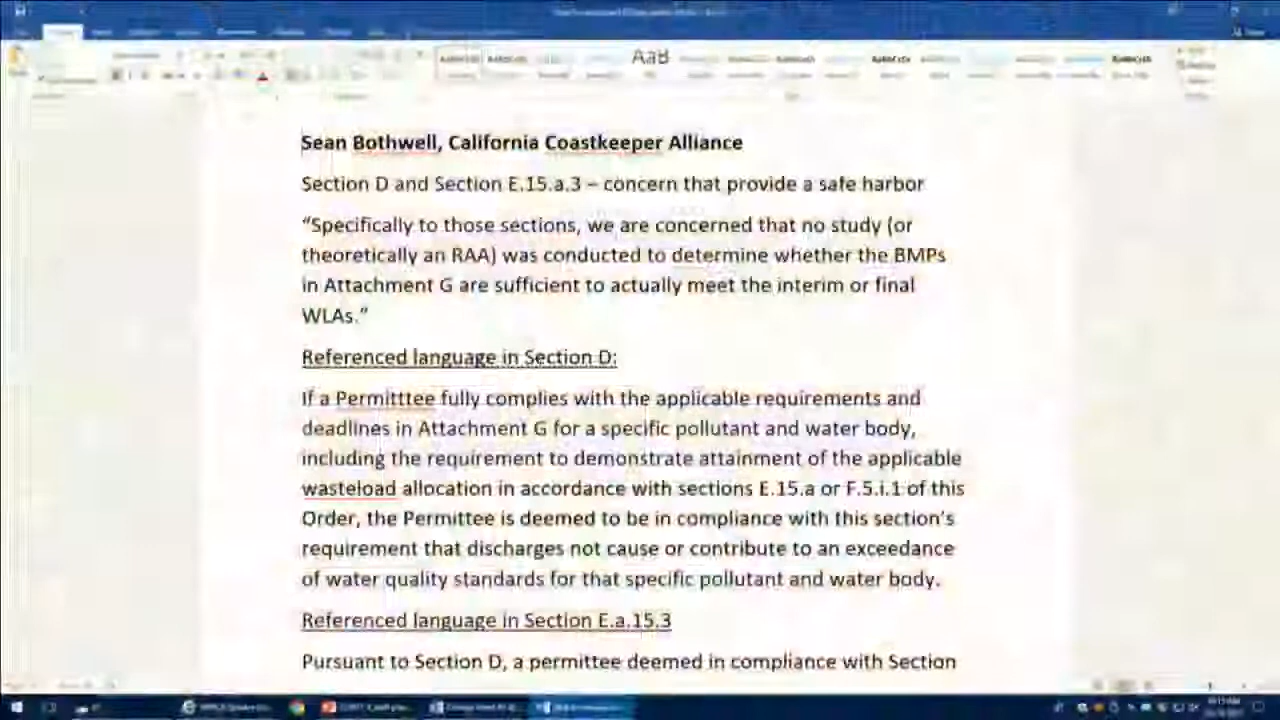 AaB
Sean Bothwell, California Coastkeeper Alliance
Section D and Section E.15.a.3 – concern that provide a safe harbor
“Specifically to those sections, we are concerned that no study (or
theoretically an RAA) was conducted to determine whether the BMPs
in Attachment G are sufficient to actually meet the interim or final
WLAs.”
Referenced language in Section D:
If a Permitttee fully complies with the applicable requirements and
deadlines in Attachment G for a specific pollutant and water body,
including the requirement to demonstrate attainment of the applicable
wasteload allocation in accordance with sections E.15.a or F.5.i.1 of this
Order, the Permittee is deemed to be in compliance with this section’s
requirement that discharges not cause or contribute to an exceedance
of water quality standards for that specific pollutant and water body.
Referenced language in Section E.a.15.3
Pursuant to Section D, a permittee deemed in compliance with Section